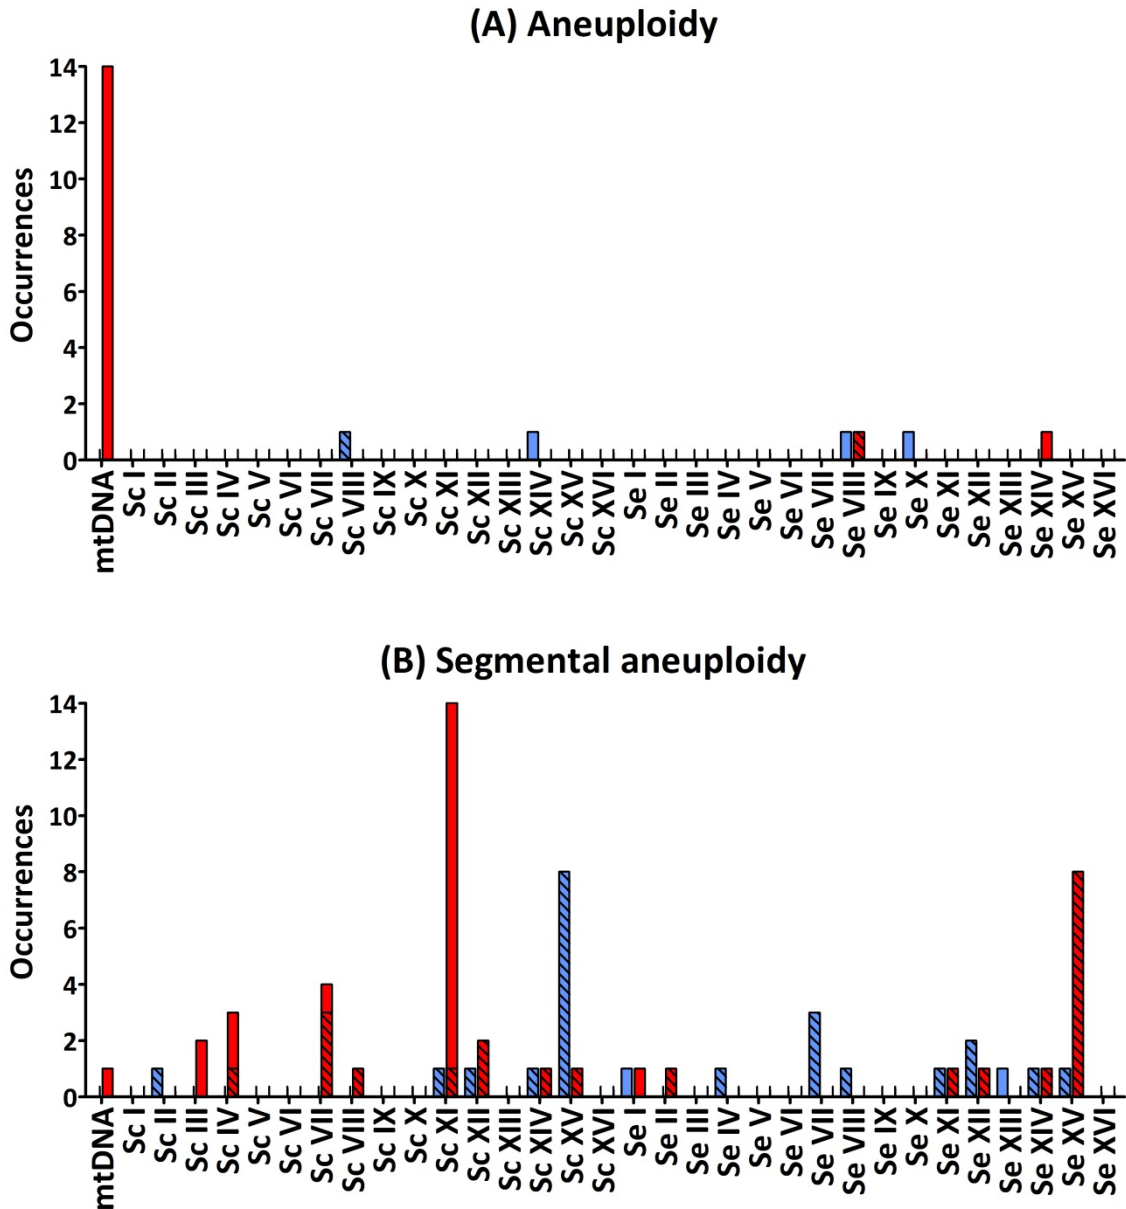 (A) Aneuploidy
Occurrences
14
12
10
8
6
4
2
0
mtDNA
Sc I
Sc II
Sc III
Sc IV
Sc V
Sc VI
Sc VII
Sc VIII
Sc IX
Sc X
Sc XI
Sc XII
Sc XIII
Sc XIV
Sc XV
Sc XVI
Se I
Se II
Se III
Se IV
Se V
Se VI
Se VII
Se VIII
Se IX
Se X
Se XI
Se XII
Se XIII
Se XIV
Se XV
Se XVI
(B) Segmental aneuploidy
Occurrences
14
12
10
8
6
4
2
0
mtDNA
Sc I
Sc II
Sc III
Sc IV
Sc V
Sc VI
Sc VII
Sc VIII
Sc IX
Sc X
Sc XI
Sc XII
Sc XIII
Sc XIV
Sc XV
Sc XVI
Se I
Se II
Se III
Se IV
Se V
Se VI
Se VII
Se VIII
Se IX
Se X
Se XI
Se XII
Se XIII
Se XIV
Se XV
Se XVI